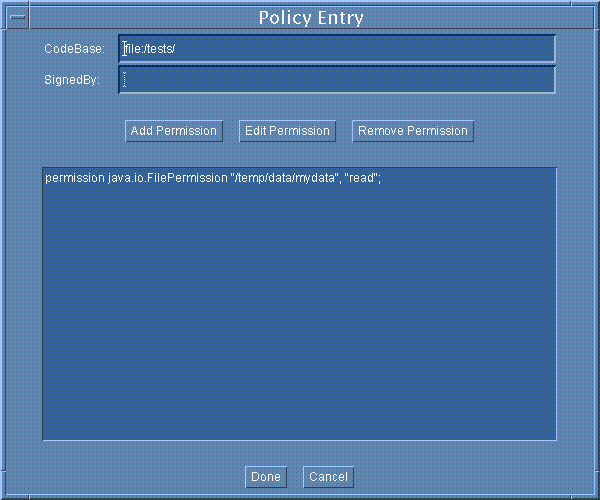 Policy Entry
CodeBase: file:/tests/
SignedBy:
Add Permission Edit Permission Remove Permission
permission java.io.FilePermission "/temp/data/mydata", "read";
Done Cancel